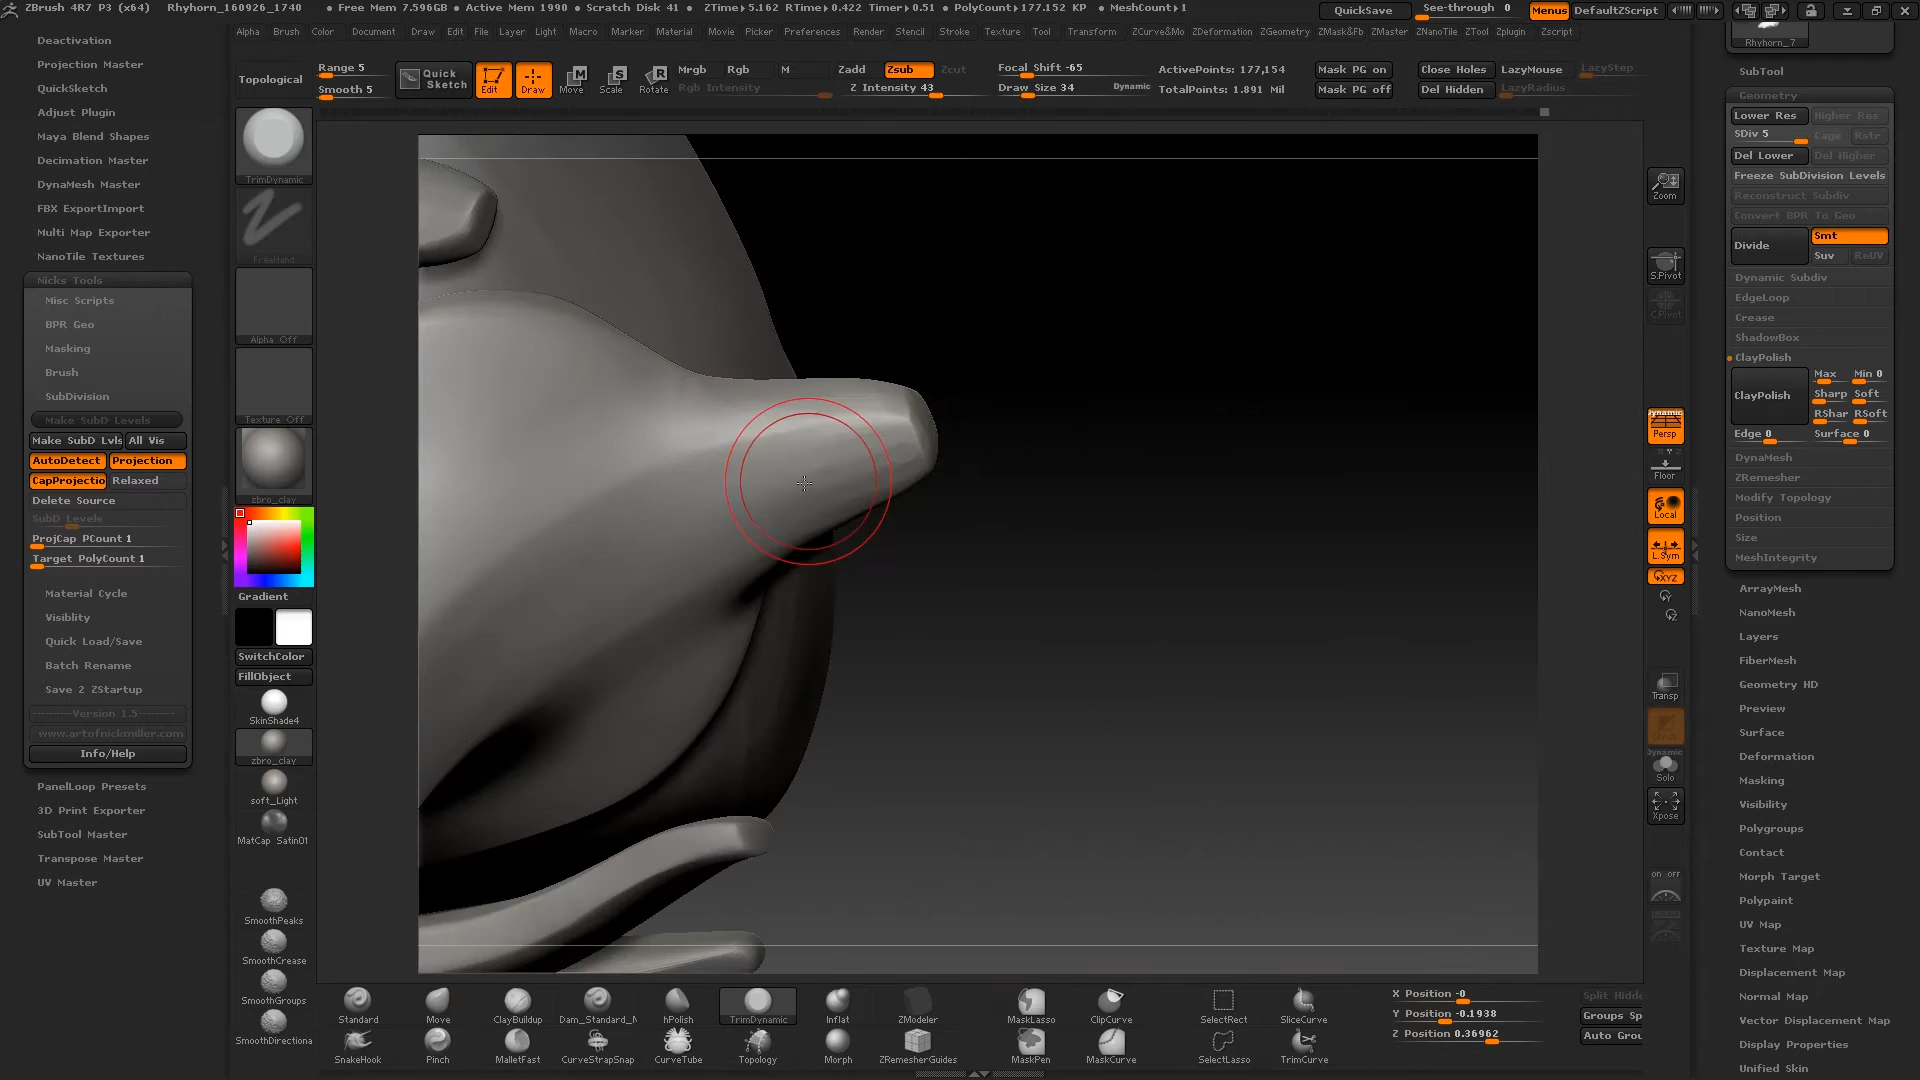 ZBrush 4R7 P3 (x64) Rhyhorn_160926_1740 • Free Mem 7.596GB • Active Mem 1990 • Scratch Disk 41 • ZTime▸5.162 RTime▸0.422 Timer▸0.51 • PolyCount▸177.152 KP • MeshCount▸1 QuickSave See-through 0 Menus DefaultZScript
Alpha Brush Color Document Draw Edit File Layer Light Macro Marker Material Movie Picker Preferences Render Stencil Stroke Texture Tool Transform ZCurve&Mo ZDeformation ZGeometry ZMask&Fb ZMaster ZNanoTile ZTool Zplugin Zscript
Topological Range 5 Smooth 5 Quick Sketch Edit Draw Move Scale Rotate
Mrgb Rgb M Zadd Zsub Zcut Focal Shift -65 ActivePoints: 177,154 Mask PG on Close Holes LazyMouse LazyStep
Rgb Intensity Z Intensity 43 Draw Size 34 Dynamic TotalPoints: 1.891 Mil Mask PG off Del Hidden LazyRadius
Deactivation
Projection Master
QuickSketch
Adjust Plugin
Maya Blend Shapes
Decimation Master
DynaMesh Master
FBX ExportImport
Multi Map Exporter
NanoTile Textures
Nicks Tools
Misc Scripts
BPR Geo
Masking
Brush
SubDivision
Make SubD Levels
Make SubD Lvls All Vis
AutoDetect Projection
CapProjectio Relaxed
Delete Source
SubD Levels
ProjCap PCount 1
Target PolyCount 1
Material Cycle
Visiblity
Quick Load/Save
Batch Rename
Save 2 ZStartup
Version 1.5
www.artofnickmiller.com
Info/Help
PanelLoop Presets
3D Print Exporter
SubTool Master
Transpose Master
UV Master
TrimDynamic
FreeHand
Alpha Off
Texture Off
zbro_clay
Gradient
SwitchColor
FillObject
SkinShade4
zbro_clay
soft_Light
MatCap Satin01
SmoothPeaks
SmoothCrease
SmoothGroups
SmoothDirectiona
Standard Move ClayBuildup Dam_Standard_N hPolish TrimDynamic Inflat ZModeler MaskLasso ClipCurve SelectRect SliceCurve
SnakeHook Pinch MalletFast CurveStrapSnap CurveTube Topology Morph ZRemesherGuides MaskPen MaskCurve SelectLasso TrimCurve
X Position -0
Y Position -0.1938
Z Position 0.36962
Split Hidde
Groups Sp
Auto Grou
Zoom
S.Pivot
C.Pivot
Dynamic
Persp
Floor
Local
L.Sym
XYZ
Transp
Dynamic
Solo
Xpose
on off
Rhyhorn_7
SubTool
Geometry
Lower Res Higher Res
SDiv 5 Cage Rstr
Del Lower Del Higher
Freeze SubDivision Levels
Reconstruct Subdiv
Convert BPR To Geo
Divide Smt
Suv ReUV
Dynamic Subdiv
EdgeLoop
Crease
ShadowBox
ClayPolish
ClayPolish Max Min 0
Sharp Soft
RShar RSoft
Edge 0 Surface 0
DynaMesh
ZRemesher
Modify Topology
Position
Size
MeshIntegrity
ArrayMesh
NanoMesh
Layers
FiberMesh
Geometry HD
Preview
Surface
Deformation
Masking
Visibility
Polygroups
Contact
Morph Target
Polypaint
UV Map
Texture Map
Displacement Map
Normal Map
Vector Displacement Map
Display Properties
Unified Skin